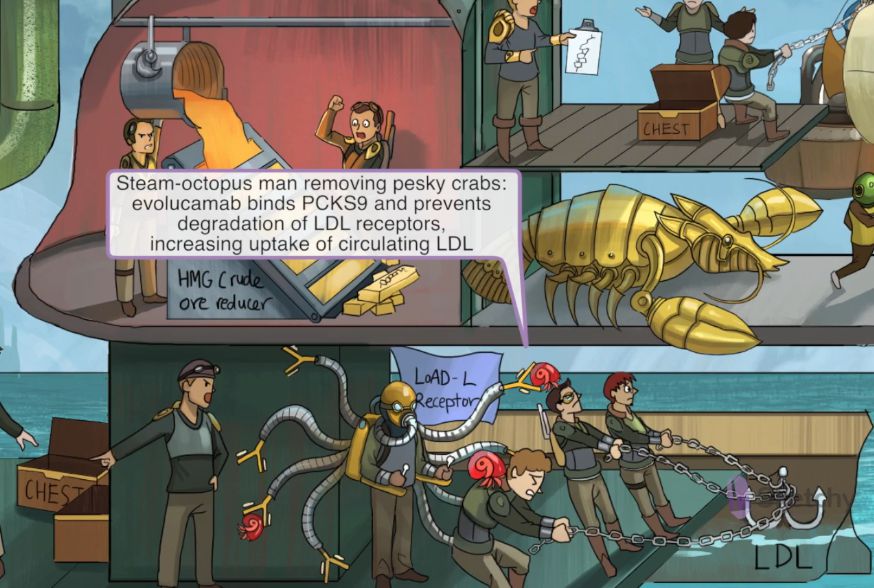 CHEST
Steam-octopus man removing pesky crabs:
evolucamab binds PCKS9 and prevents
degradation of LDL receptors,
increasing uptake of circulating LDL
HMG Crude
ore reducer
LOAD-L
Receptor
CHEST
LDL